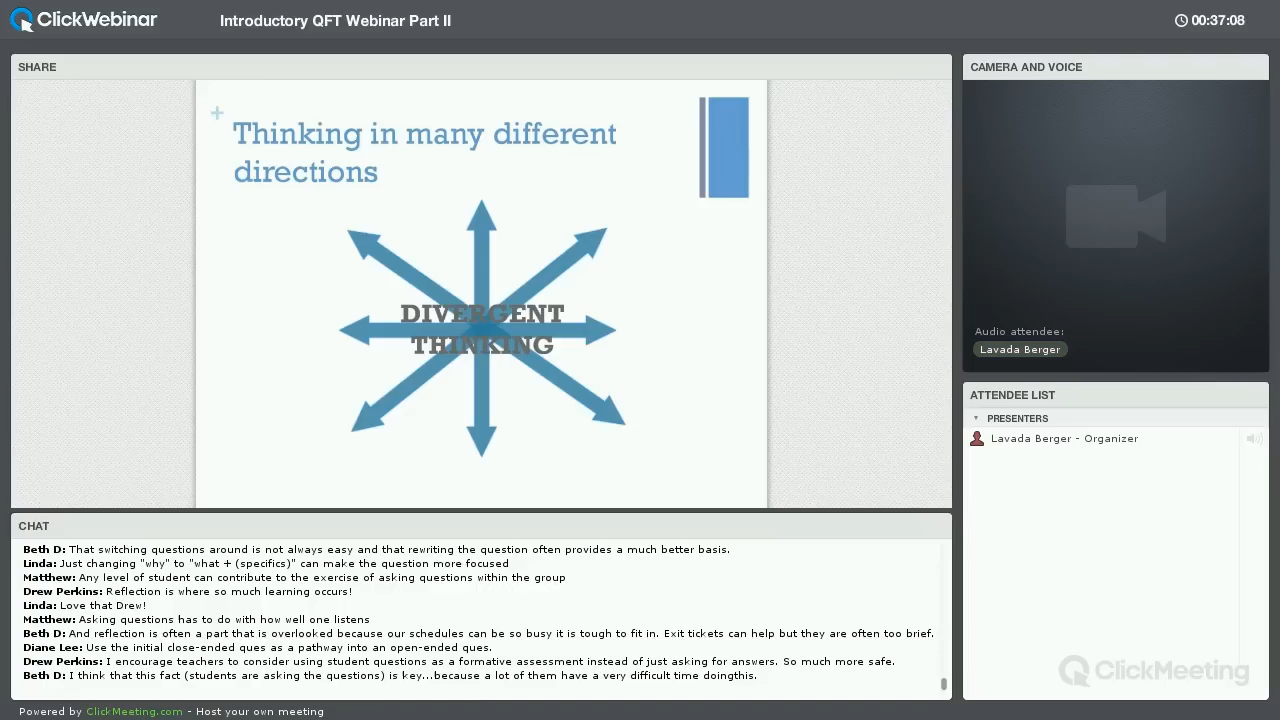 ClickWebinar
Introductory QFT Webinar Part II
00:37:08
SHARE
CAMERA AND VOICE
+
Thinking in many different
directions
DIVERGENT
THINKING
Audio attendee:
Lavada Berger
ATTENDEE LIST
PRESENTERS
Lavada Berger - Organizer
CHAT
Beth D: That switching questions around is not always easy and that rewriting the question often provides a much better basis.
Linda: Just changing "why" to "what + (specifics)" can make the question more focused
Matthew: Any level of student can contribute to the exercise of asking questions within the group
Drew Perkins: Reflection is where so much learning occurs!
Linda: Love that Drew!
Matthew: Asking questions has to do with how well one listens
Beth D: And reflection is often a part that is overlooked because our schedules can be so busy it is tough to fit in. Exit tickets can help but they are often too brief.
Diane Lee: Use the initial close-ended ques as a pathway into an open-ended ques.
Drew Perkins: I encourage teachers to consider using student questions as a formative assessment instead of just asking for answers. So much more safe.
Beth D: I think that this fact (students are asking the questions) is key...because a lot of them have a very difficult time doingthis.
ClickMeeting
Powered by ClickMeeting.com - Host your own meeting